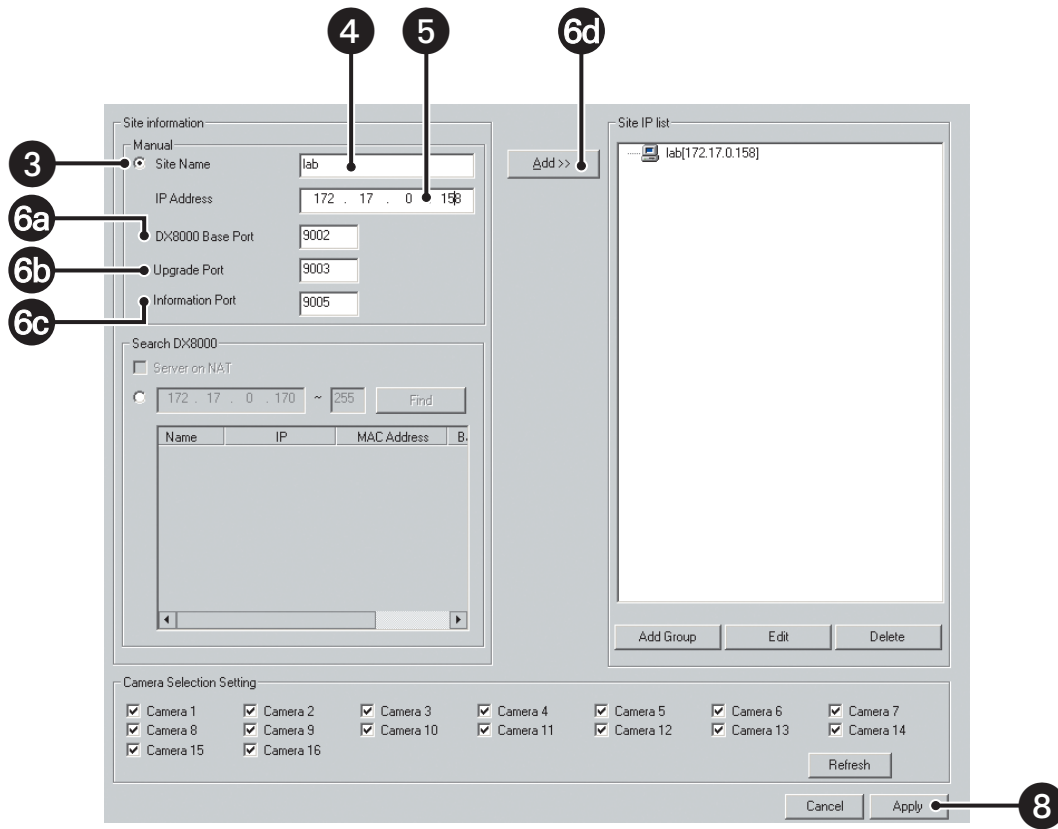 4 5 6d
Site information
Site IP list
Manual
3 Site Name lab
Add >>
lab[172.17.0.158]
IP Address 172 . 17 . 0 . 158
6a DX8000 Base Port 9002
6b Upgrade Port 9003
6c Information Port 9005
Search DX8000
Server on NAT
172 . 17 . 0 . 170 ~ 255 Find
Name IP MAC Address
Add Group Edit Delete
Camera Selection Setting
Camera 1 Camera 2 Camera 3 Camera 4 Camera 5 Camera 6 Camera 7
Camera 8 Camera 9 Camera 10 Camera 11 Camera 12 Camera 13 Camera 14
Camera 15 Camera 16
Refresh
Cancel Apply 8